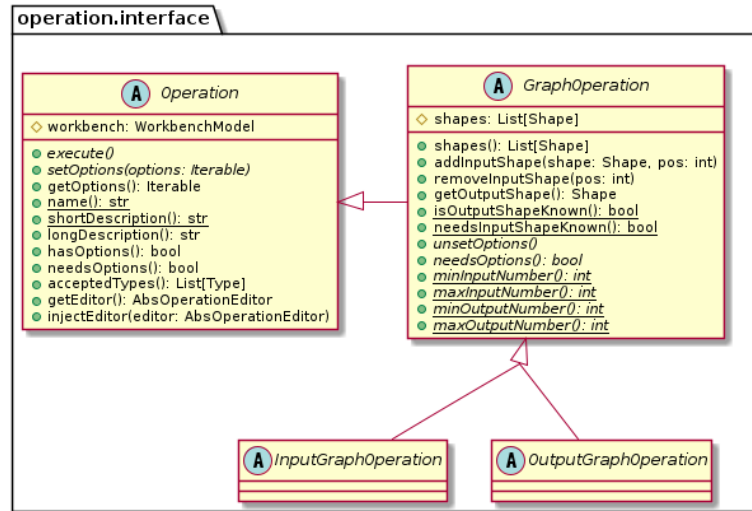 operation.interface
A Operation
workbench: WorkbenchModel
execute()
setOptions(options: Iterable)
getOptions(): Iterable
name(): str
shortDescription(): str
longDescription(): str
hasOptions(): bool
needsOptions(): bool
acceptedTypes(): List[Type]
getEditor(): AbsOperationEditor
injectEditor(editor: AbsOperationEditor)
A GraphOperation
shapes: List[Shape]
shapes(): List[Shape]
addInputShape(shape: Shape, pos: int)
removeInputShape(pos: int)
getOutputShape(): Shape
isOutputShapeKnown(): bool
needsInputShapeKnown(): bool
unsetOptions()
needsOptions(): bool
minInputNumber(): int
maxInputNumber(): int
minOutputNumber(): int
maxOutputNumber(): int
A InputGraphOperation
A OutputGraphOperation